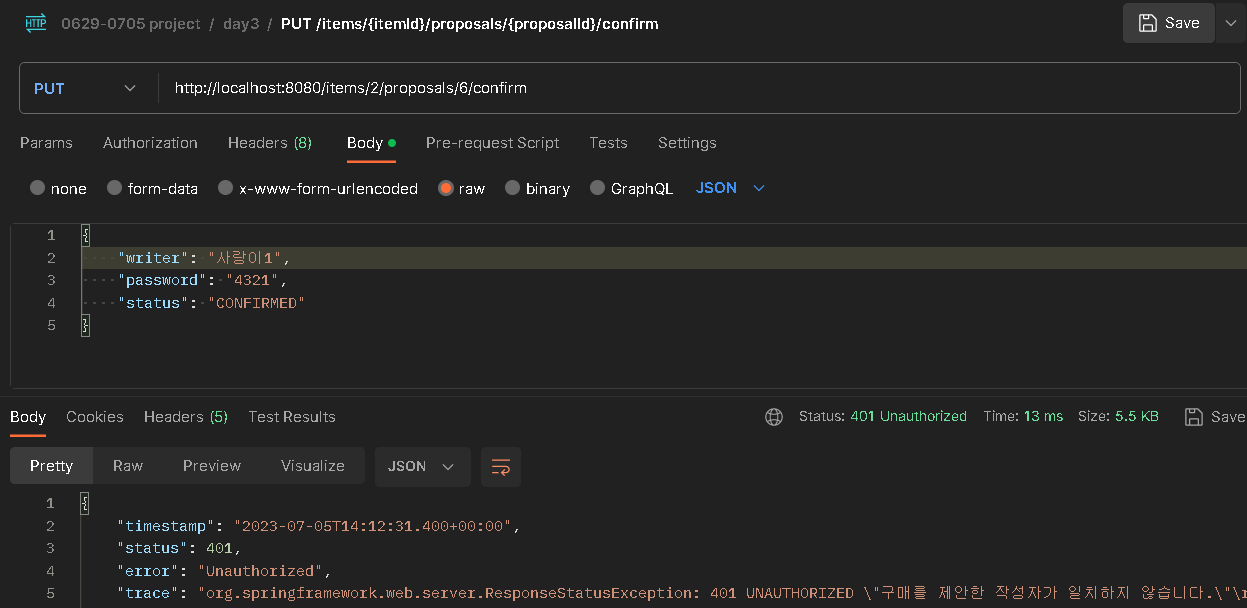 HTTP 0629-0705 project / day3 / PUT /items/{itemId}/proposals/{proposalId}/confirm Save
PUT http://localhost:8080/items/2/proposals/6/confirm
Params Authorization Headers (8) Body Pre-request Script Tests Settings
none form-data x-www-form-urlencoded raw binary GraphQL JSON
1 {
2 "writer": "사랑이1",
3 "password": "4321",
4 "status": "CONFIRMED"
5 }
Body Cookies Headers (5) Test Results Status: 401 Unauthorized Time: 13 ms Size: 5.5 KB Save
Pretty Raw Preview Visualize JSON
1 {
2 "timestamp": "2023-07-05T14:12:31.400+00:00",
3 "status": 401,
4 "error": "Unauthorized",
5 "trace": "org.springframework.web.server.ResponseStatusException: 401 UNAUTHORIZED \"구매를 제안한 작성자가 일치하지 않습니다.\"\r